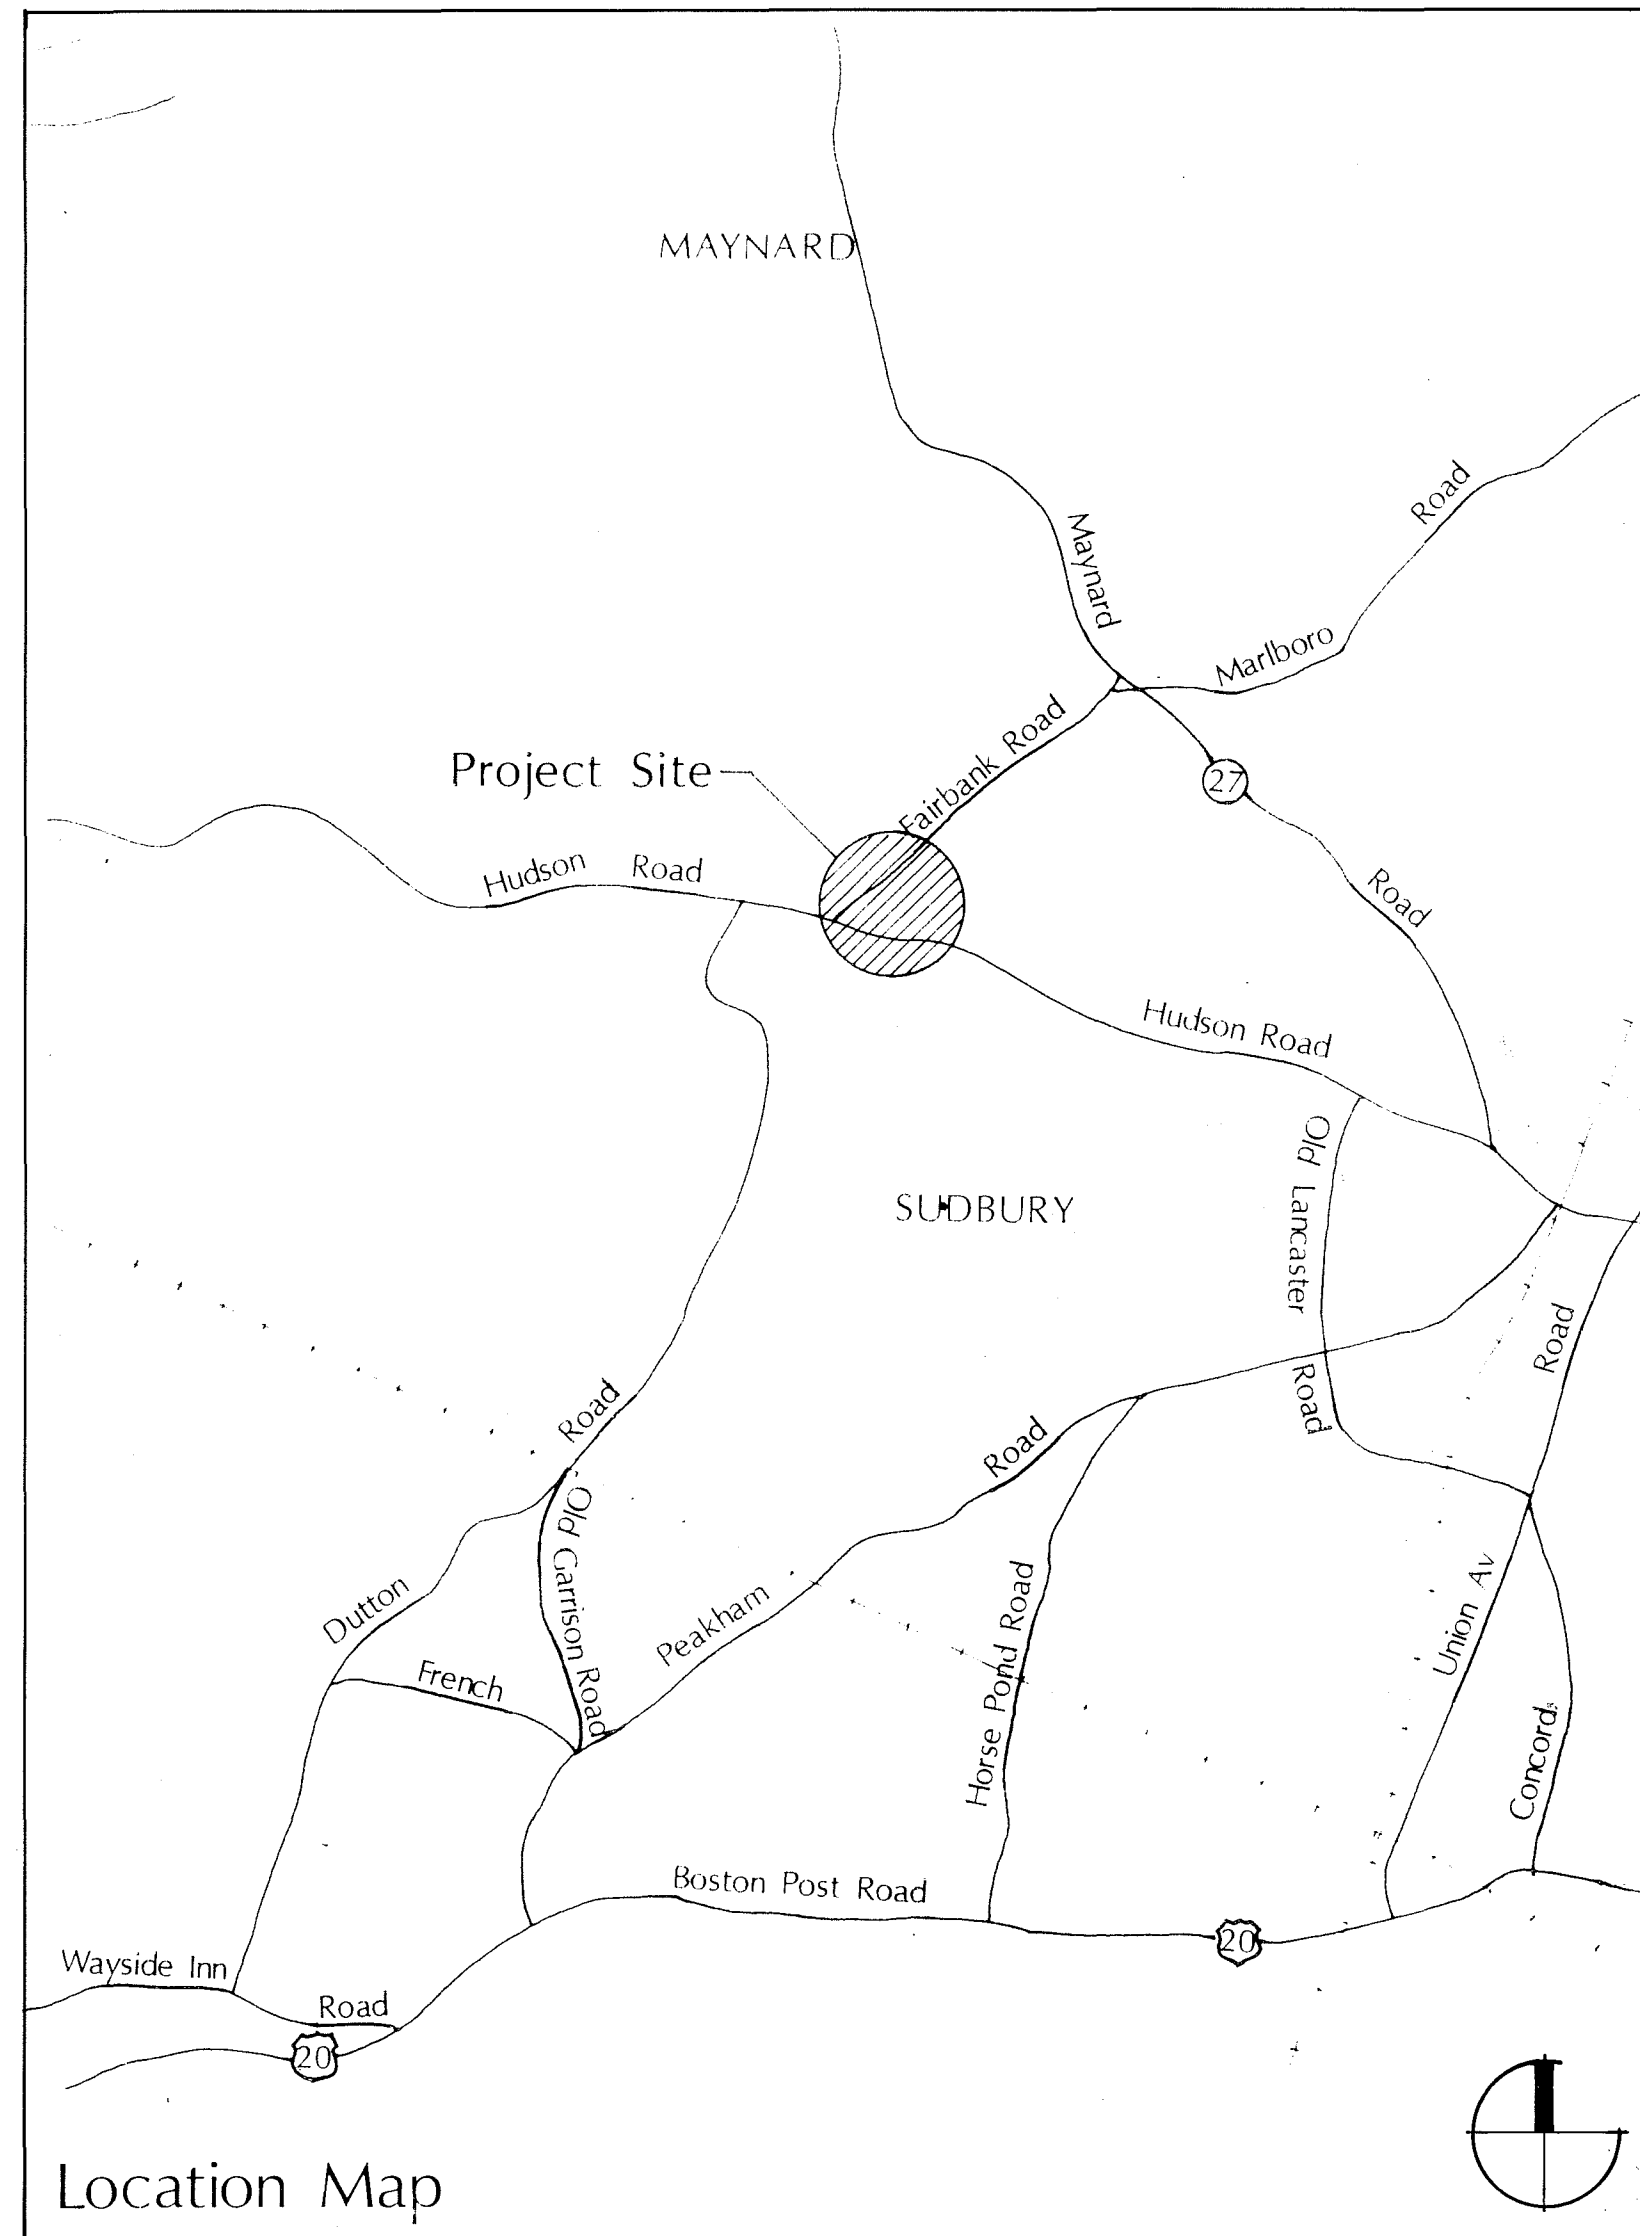 MAYNARD
Road
Maynard
Marlboro
Fairbank Road
Project Site
27
Hudson Road
Road
Hudson Road
Old Lancaster Road
SUDBURY
Road
Road
Road
Old Garrison Road
Dutton
Peakham
Horse Pond Road
Union Av
French
Concord
Boston Post Road
20
Wayside Inn
Road
20
Location Map